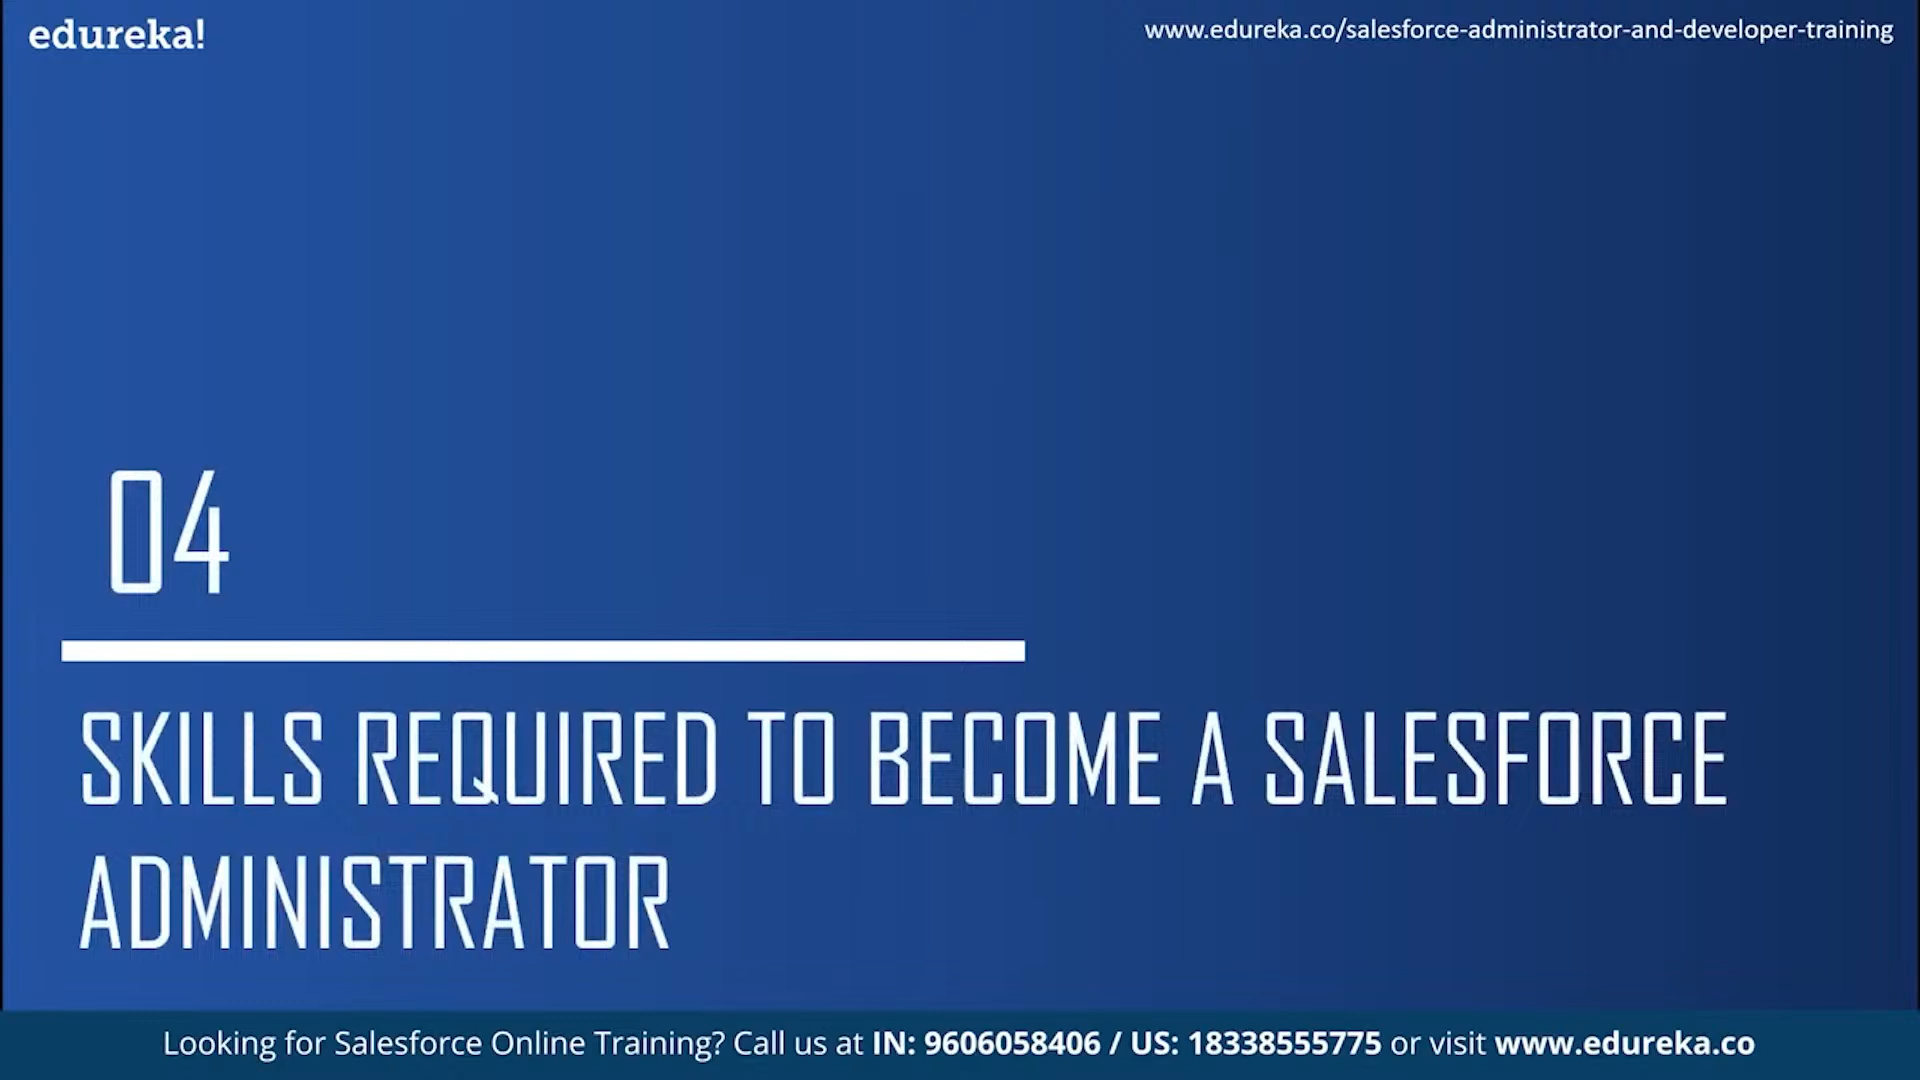 edureka!
www.edureka.co/salesforce-administrator-and-developer-training
04
SKILLS REQUIRED TO BECOME A SALESFORCE
ADMINISTRATOR
Looking for Salesforce Online Training? Call us at IN: 9606058406 / US: 18338555775 or visit www.edureka.co